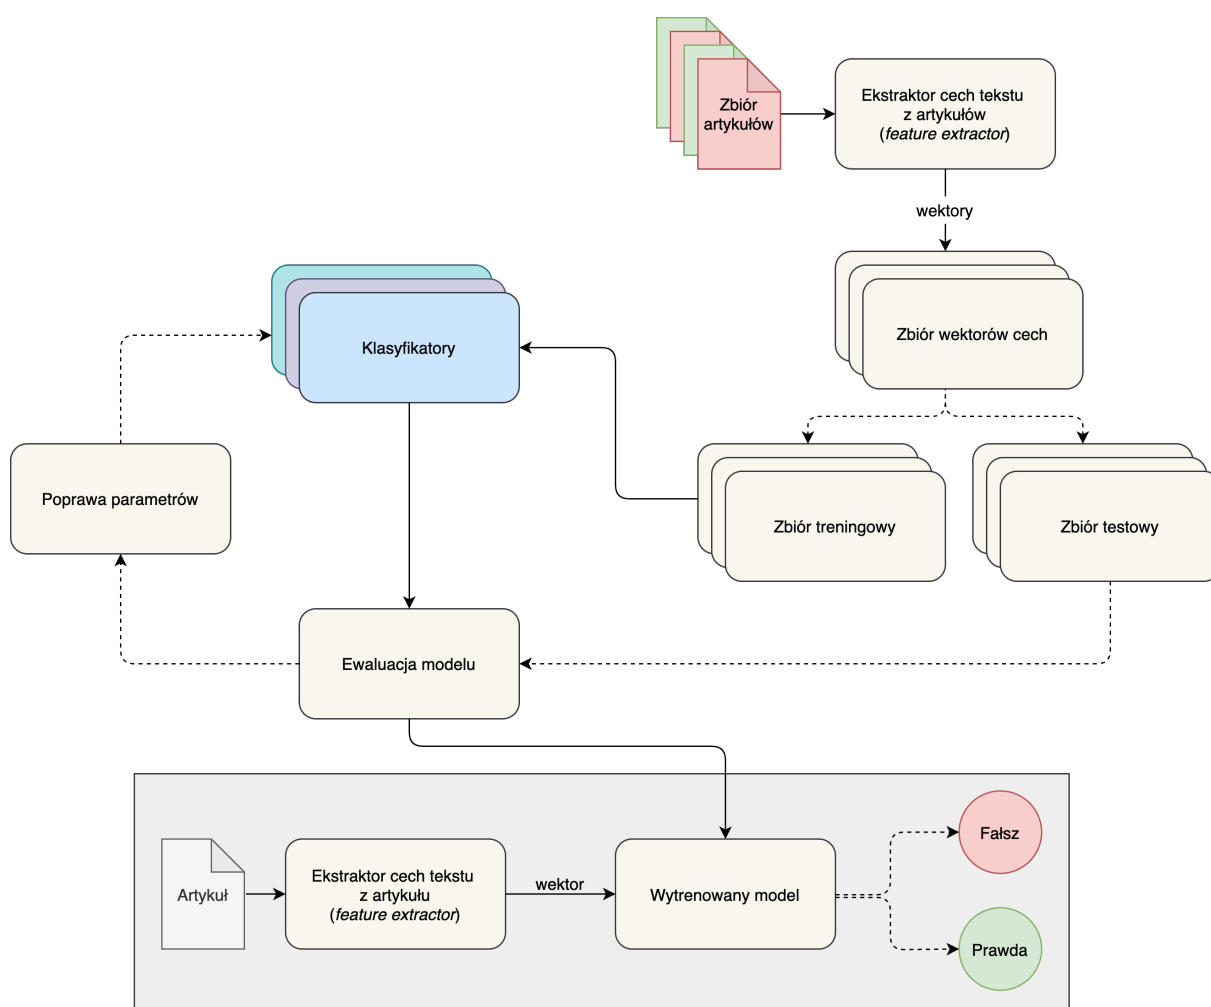 Zbiór
artykułów
Ekstraktor cech tekstu
z artykułów
(feature extractor)
wektory
Zbiór wektorów cech
Klasyfikatory
Poprawa parametrów
Zbiór treningowy
Zbiór testowy
Ewaluacja modelu
Artykuł
Ekstraktor cech tekstu
z artykułu
(feature extractor)
wektor
Wytrenowany model
Fałsz
Prawda